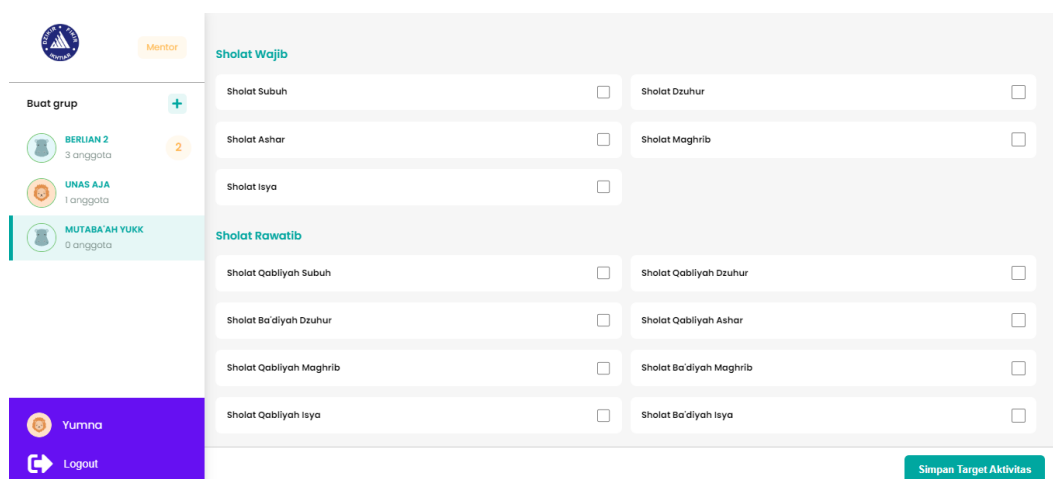 DZIKIR FIKIR
IKHTIAR
Mentor
Buat grup
+
BERLIAN 2
3 anggota
2
UNAS AJA
1 anggota
MUTABA'AH YUKK
0 anggota
Yumna
Logout
Sholat Wajib
Sholat Subuh
Sholat Dzuhur
Sholat Ashar
Sholat Maghrib
Sholat Isya
Sholat Rawatib
Sholat Qabliyah Subuh
Sholat Qabliyah Dzuhur
Sholat Ba'diyah Dzuhur
Sholat Qabliyah Ashar
Sholat Qabliyah Maghrib
Sholat Ba'diyah Maghrib
Sholat Qabliyah Isya
Sholat Ba'diyah Isya
Simpan Target Aktivitas